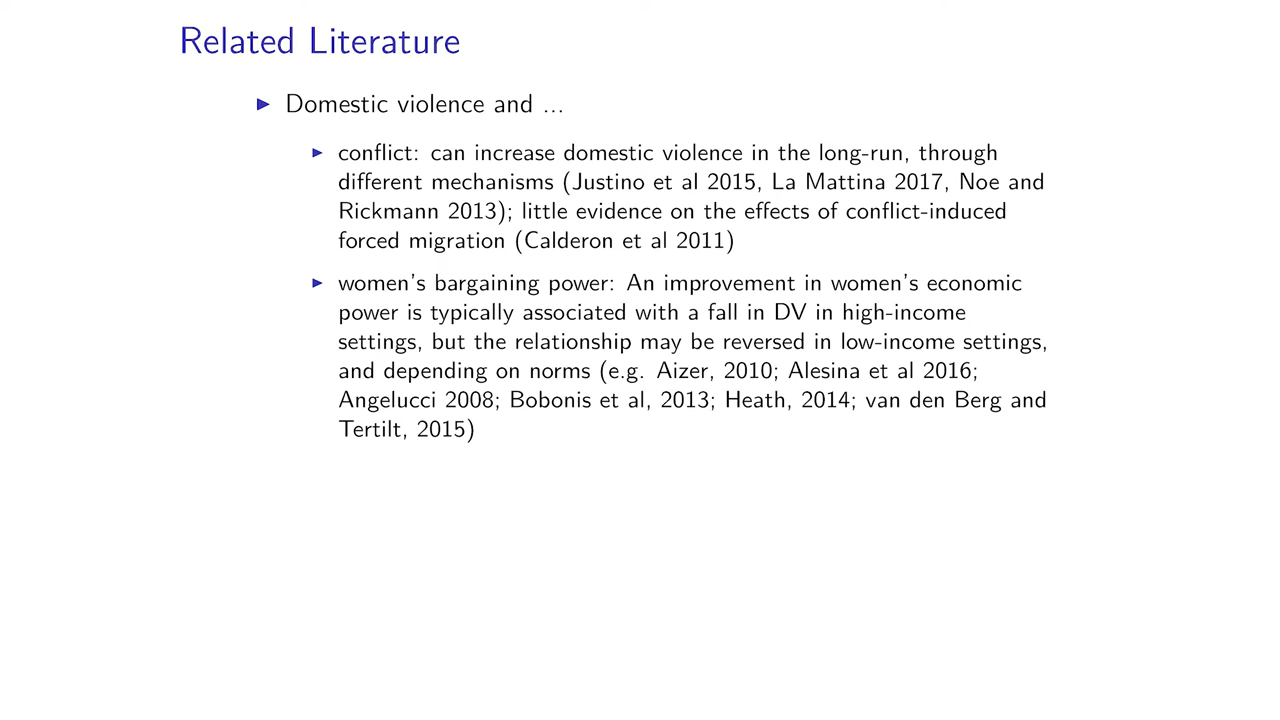 Related Literature
Domestic violence and ...
conflict: can increase domestic violence in the long-run, through
different mechanisms (Justino et al 2015, La Mattina 2017, Noe and
Rickmann 2013); little evidence on the effects of conflict-induced
forced migration (Calderon et al 2011)
women's bargaining power: An improvement in women's economic
power is typically associated with a fall in DV in high-income
settings, but the relationship may be reversed in low-income settings,
and depending on norms (e.g. Aizer, 2010; Alesina et al 2016;
Angelucci 2008; Bobonis et al, 2013; Heath, 2014; van den Berg and
Tertilt, 2015)